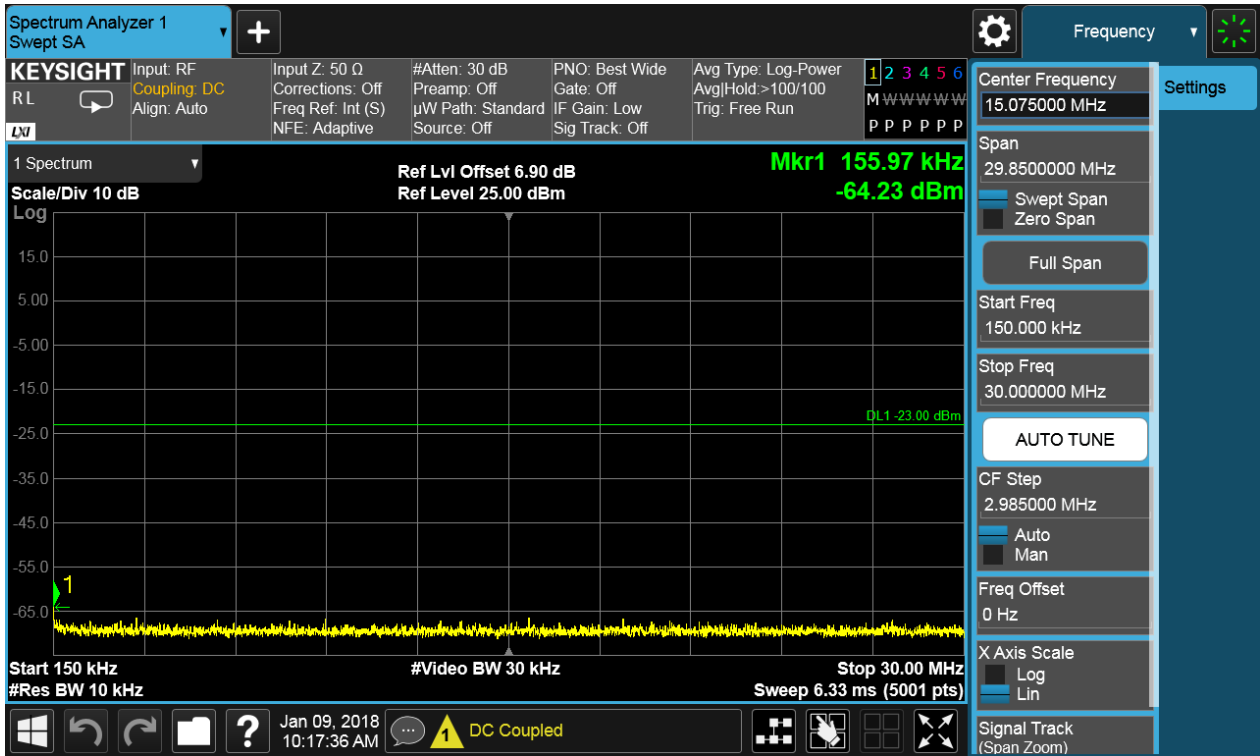 Spectrum Analyzer 1
Swept SA
Frequency
KEYSIGHT
R L
LXI
Input: RF
Coupling: DC
Align: Auto
Input Z: 50 Ω
Corrections: Off
Freq Ref: Int (S)
NFE: Adaptive
#Atten: 30 dB
Preamp: Off
µW Path: Standard
Source: Off
PNO: Best Wide
Gate: Off
IF Gain: Low
Sig Track: Off
Avg Type: Log-Power
Avg|Hold:>100/100
Trig: Free Run
1 2 3 4 5 6
M W W W W W
P P P P P P
1 Spectrum
Scale/Div 10 dB
Log
Ref Lvl Offset 6.90 dB
Ref Level 25.00 dBm
Mkr1 155.97 kHz
-64.23 dBm
15.0
5.00
-5.00
-15.0
DL1 -23.00 dBm
-25.0
-35.0
-45.0
-55.0
1
-65.0
Start 150 kHz
#Video BW 30 kHz
Stop 30.00 MHz
#Res BW 10 kHz
Sweep 6.33 ms (5001 pts)
Center Frequency
15.075000 MHz
Settings
Span
29.8500000 MHz
Swept Span
Zero Span
Full Span
Start Freq
150.000 kHz
Stop Freq
30.000000 MHz
AUTO TUNE
CF Step
2.985000 MHz
Auto
Man
Freq Offset
0 Hz
X Axis Scale
Log
Lin
Signal Track
(Span Zoom)
?
Jan 09, 2018
10:17:36 AM
1
DC Coupled